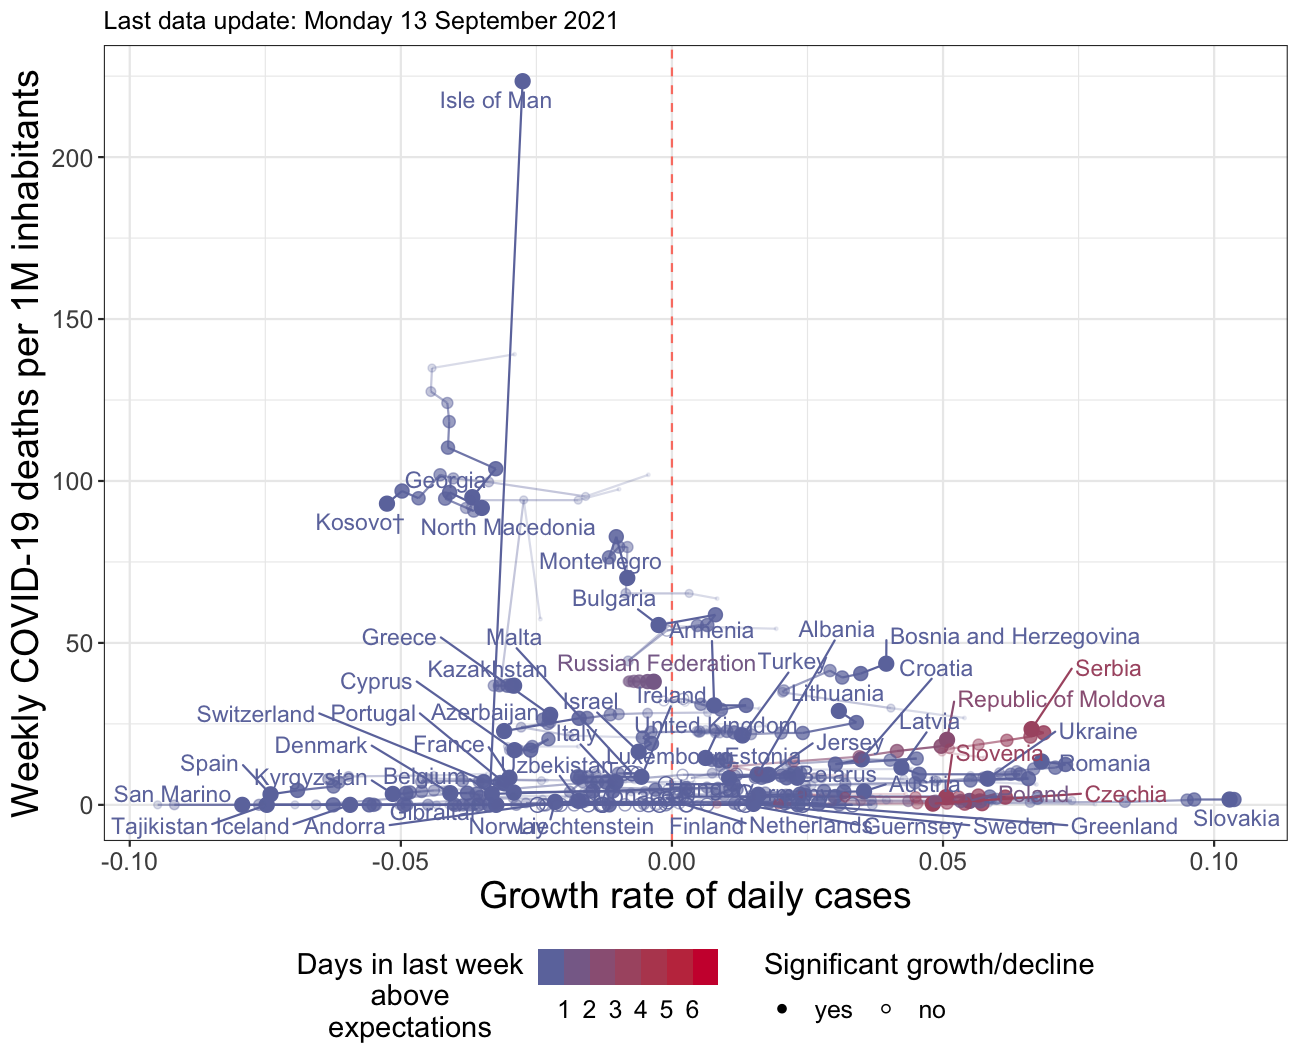 Last data update: Monday 13 September 2021
Weekly COVID-19 deaths per 1M inhabitants
200
150
100
50
0
Isle of Man
Georgia
Kosovo†
North Macedonia
Montenegro
Bulgaria
Armenia
Albania
Bosnia and Herzegovina
Greece
Malta
Russian Federation
Turkey
Croatia
Serbia
Kazakhstan
Cyprus
Israel
Ireland
Lithuania
Republic of Moldova
Switzerland
Portugal
Azerbaijan
United Kingdom
Latvia
Ukraine
Denmark
France
Italy
Jersey
Slovenia
Luxembourg
Estonia
Romania
Spain
Uzbekistan
Kyrgyzstan
Belgium
Belarus
Austria
San Marino
Poland
Czechia
Gibraltar
Slovakia
Tajikistan
Iceland
Andorra
Norway
Liechtenstein
Finland
Netherlands
Guernsey
Sweden
Greenland
-0.10
-0.05
0.00
0.05
0.10
Growth rate of daily cases
Days in last week
above
expectations
1 2 3 4 5 6
Significant growth/decline
yes
no